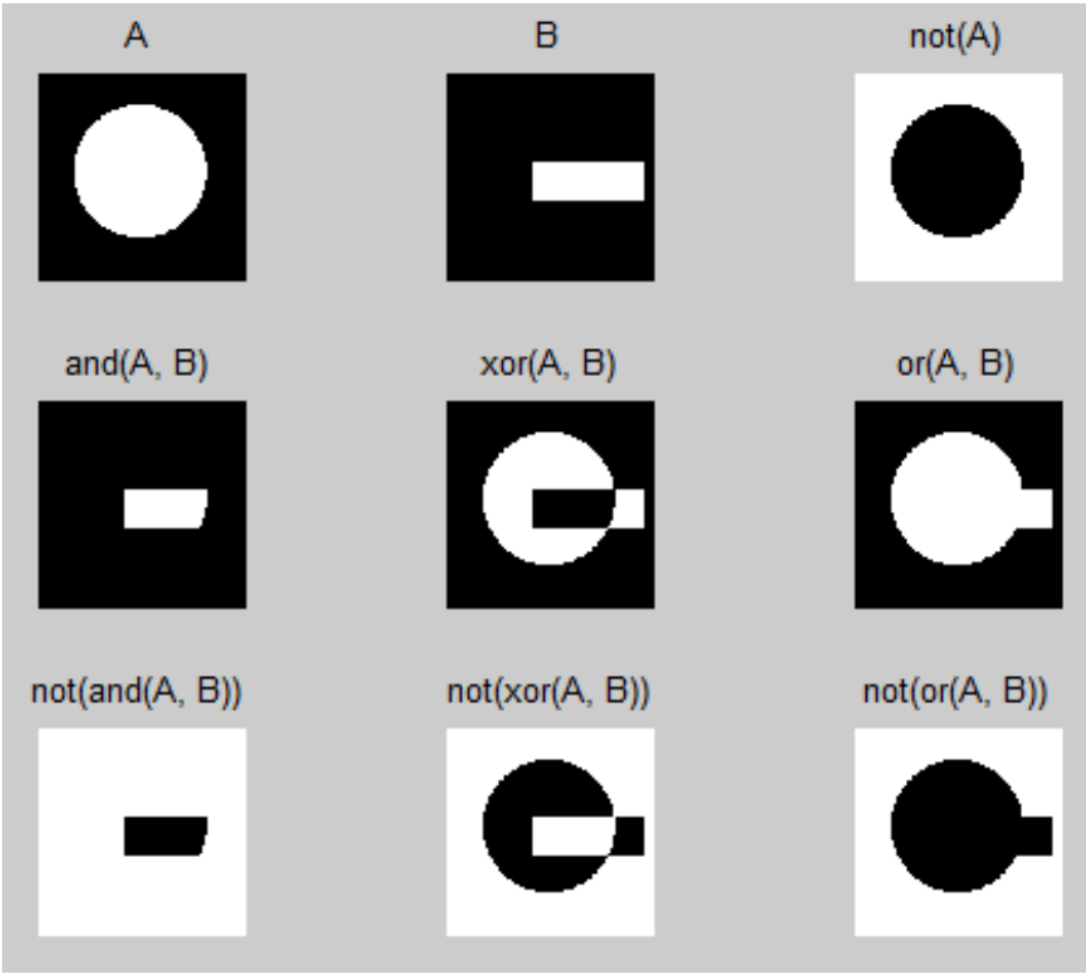 A
B
not(A)
and(A, B)
xor(A, B)
or(A, B)
not(and(A, B))
not(xor(A, B))
not(or(A, B))